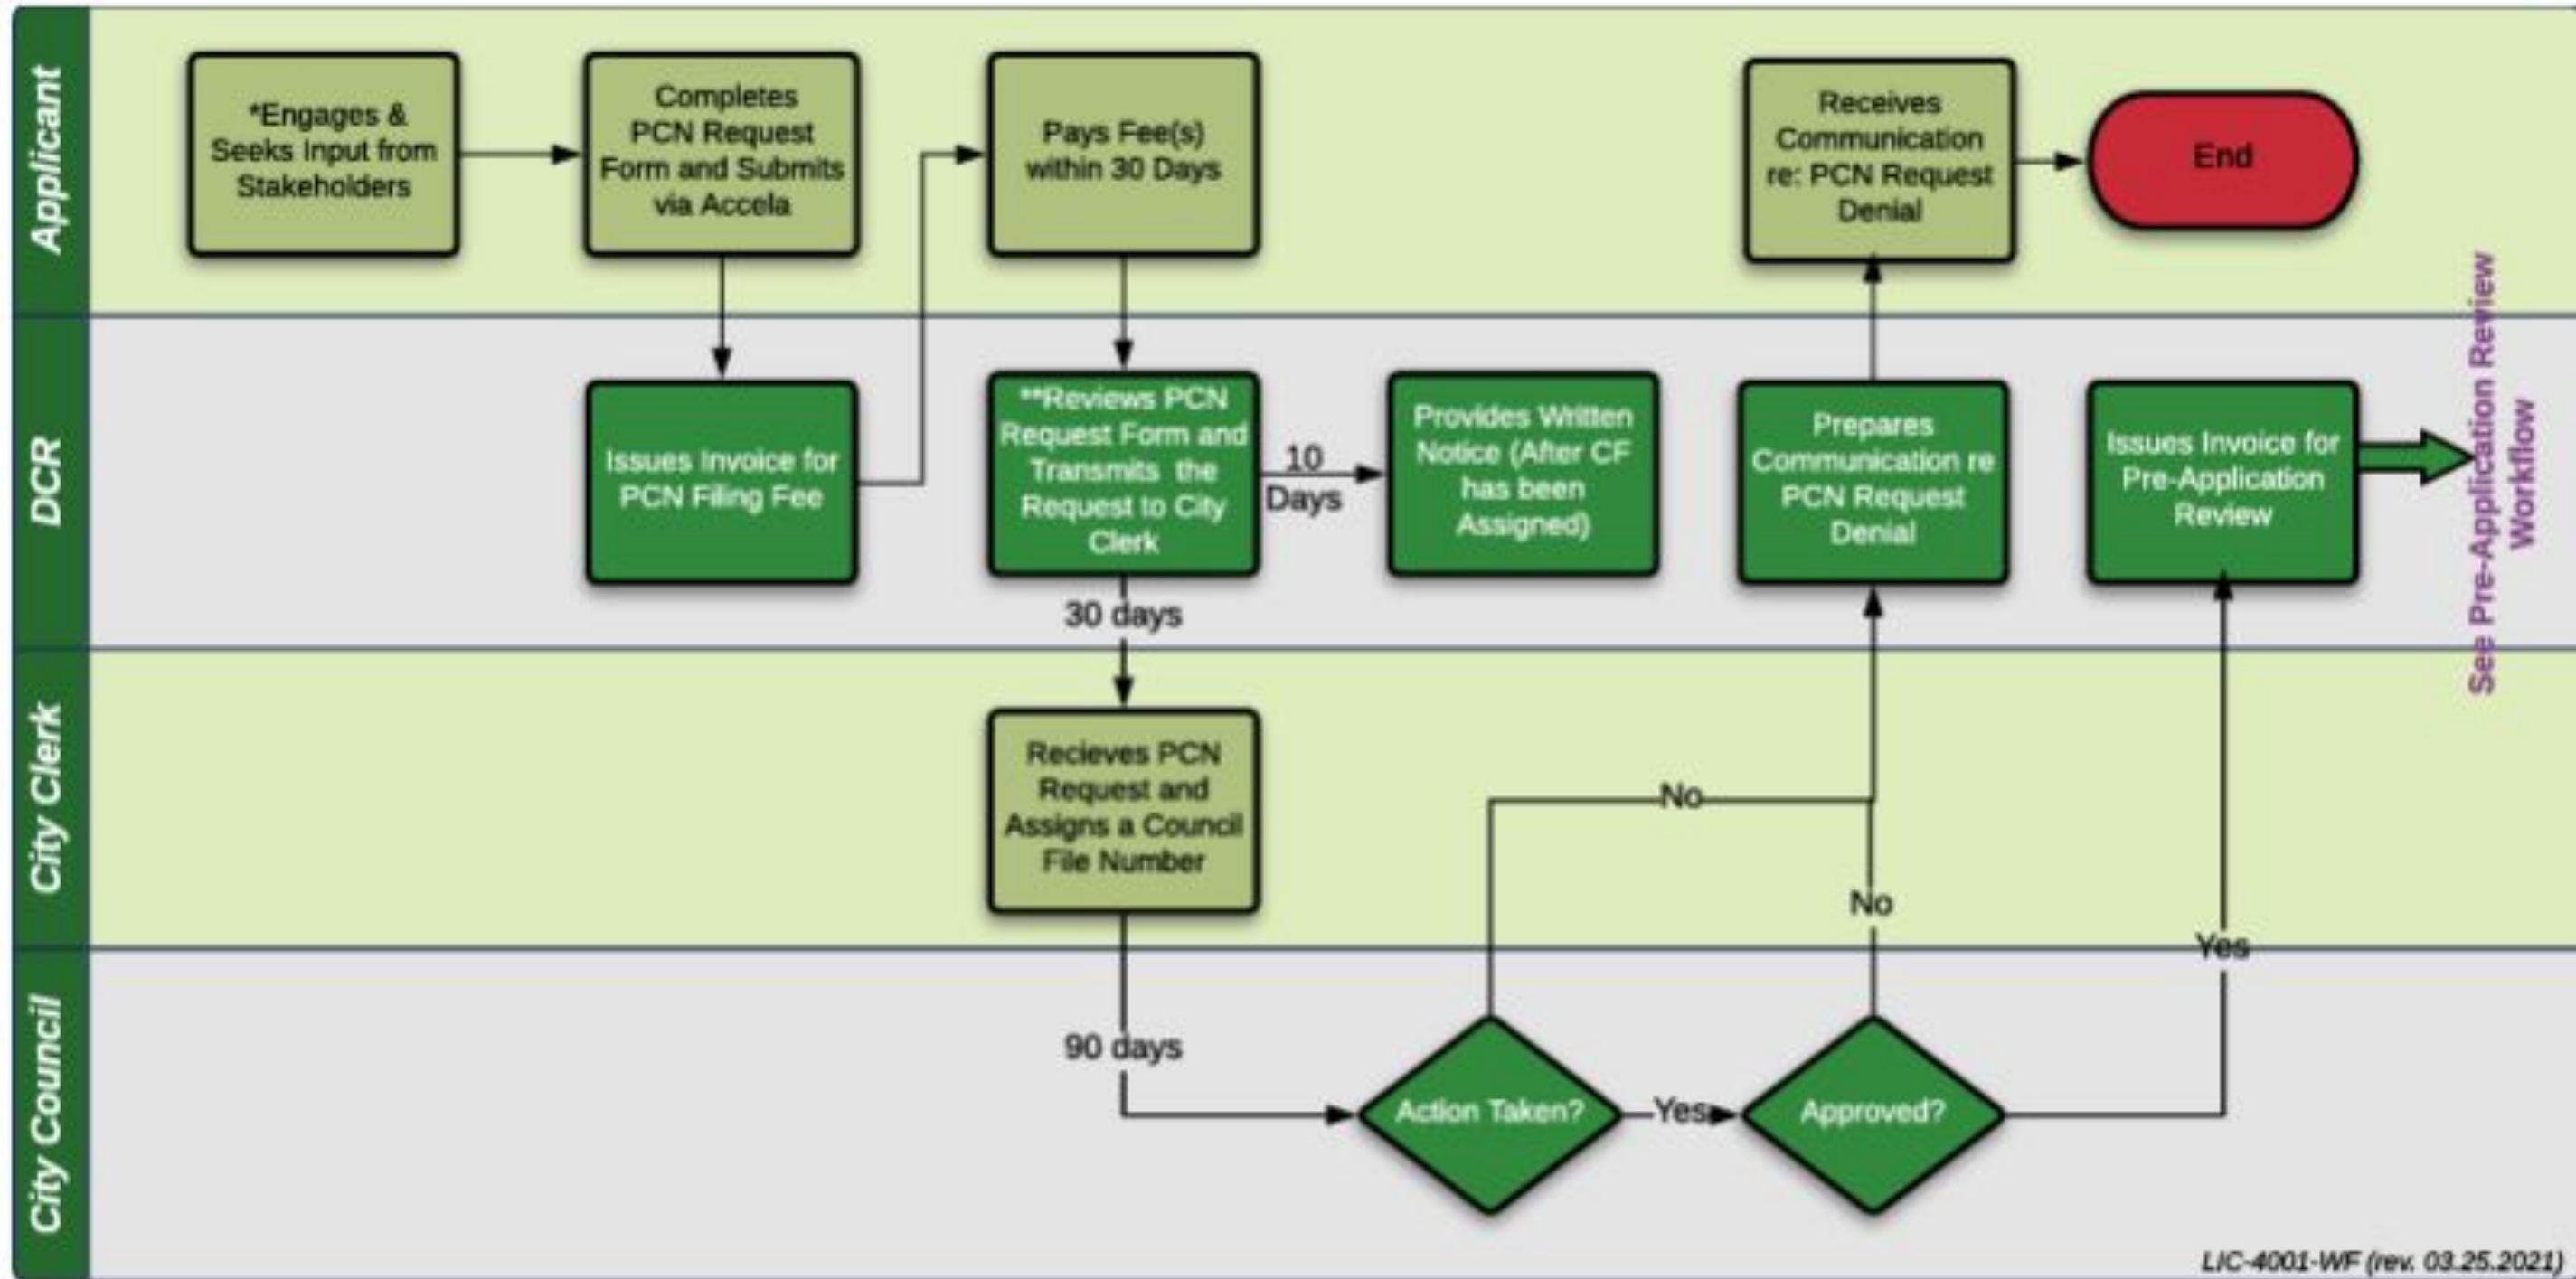 Applicant
*Engages &
Seeks Input from
Stakeholders
Completes
PCN Request
Form and Submits
via Accela
Pays Fee(s)
within 30 Days
Receives
Communication
re: PCN Request
Denial
End
DCR
Issues Invoice for
PCN Filing Fee
**Reviews PCN
Request Form and
Transmits the
Request to City
Clerk
10
Days
Provides Written
Notice (After CF
has been
Assigned)
Prepares
Communication re
PCN Request
Denial
Issues Invoice for
Pre-Application
Review
See Pre-Application Review
Workflow
30 days
City Clerk
Recieves PCN
Request and
Assigns a Council
File Number
No
No
Yes
City Council
90 days
Action Taken?
Yes
Approved?
LIC-4001-WF (rev. 03.25.2021)